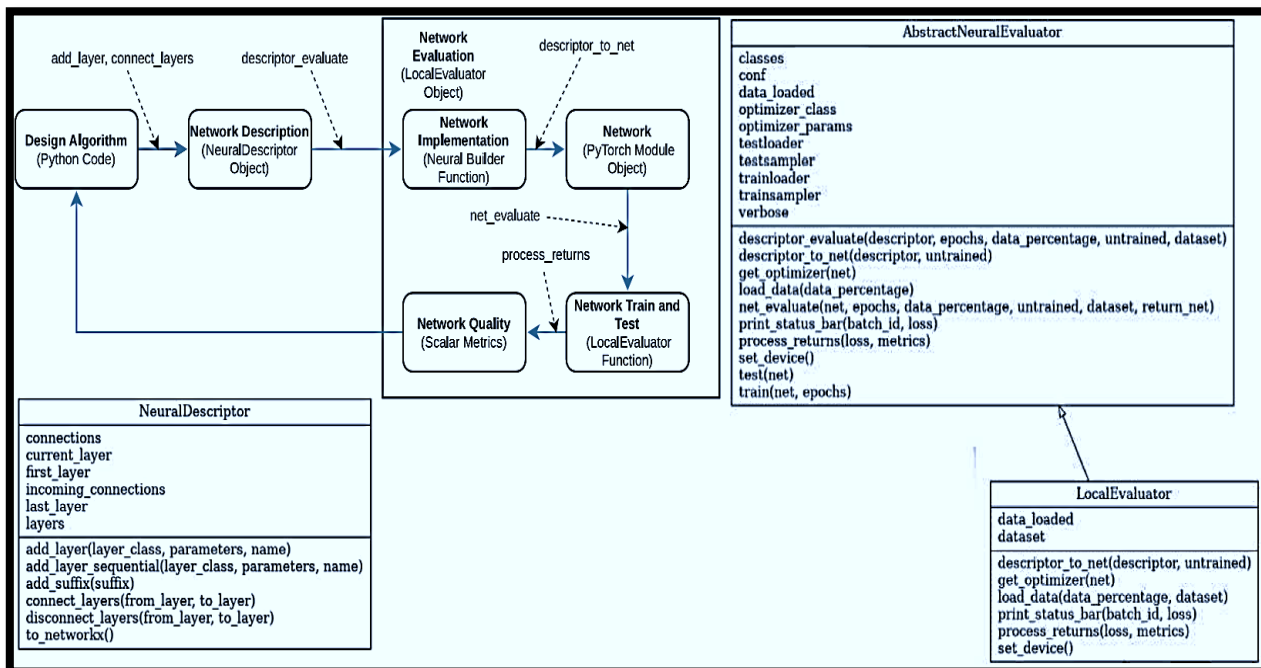 add_layer, connect_layers
descriptor_evaluate
Network
Evaluation
(LocalEvaluator
Object)
descriptor_to_net
Design Algorithm
(Python Code)
Network Description
(NeuralDescriptor
Object)
Network
Implementation
(Neural Builder
Function)
Network
(PyTorch Module
Object)
net_evaluate
process_returns
Network Quality
(Scalar Metrics)
Network Train and
Test
(LocalEvaluator
Function)
AbstractNeuralEvaluator
classes
conf
data_loaded
optimizer_class
optimizer_params
testloader
testsampler
trainloader
trainsampler
verbose
descriptor_evaluate(descriptor, epochs, data_percentage, untrained, dataset)
descriptor_to_net(descriptor, untrained)
get_optimizer(net)
load_data(data_percentage)
net_evaluate(net, epochs, data_percentage, untrained, dataset, return_net)
print_status_bar(batch_id, loss)
process_returns(loss, metrics)
set_device()
test(net)
train(net, epochs)
NeuralDescriptor
connections
current_layer
first_layer
incoming_connections
last_layer
layers
add_layer(layer_class, parameters, name)
add_layer_sequential(layer_class, parameters, name)
add_suffix(suffix)
connect_layers(from_layer, to_layer)
disconnect_layers(from_layer, to_layer)
to_networkx()
LocalEvaluator
data_loaded
dataset
descriptor_to_net(descriptor, untrained)
get_optimizer(net)
load_data(data_percentage, dataset)
print_status_bar(batch_id, loss)
process_returns(loss, metrics)
set_device()